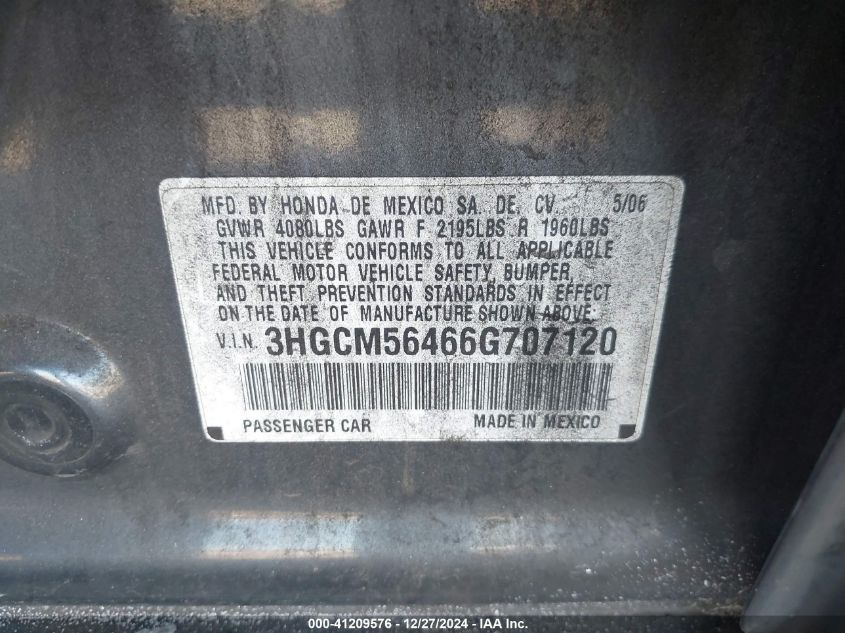 MFD. BY HONDA DE MEXICO SA. DE. CV. 5/06
GVWR 4080LBS GAWR F 2195LBS R 1960LBS
THIS VEHICLE CONFORMS TO ALL APPLICABLE
FEDERAL MOTOR VEHICLE SAFETY, BUMPER,
AND THEFT PREVENTION STANDARDS IN EFFECT
ON THE DATE OF MANUFACTURE SHOWN ABOVE.
V.I.N. 3HGCM56466G707120
PASSENGER CAR MADE IN MEXICO
000-41209576 - 12/27/2024 - IAAI.COM